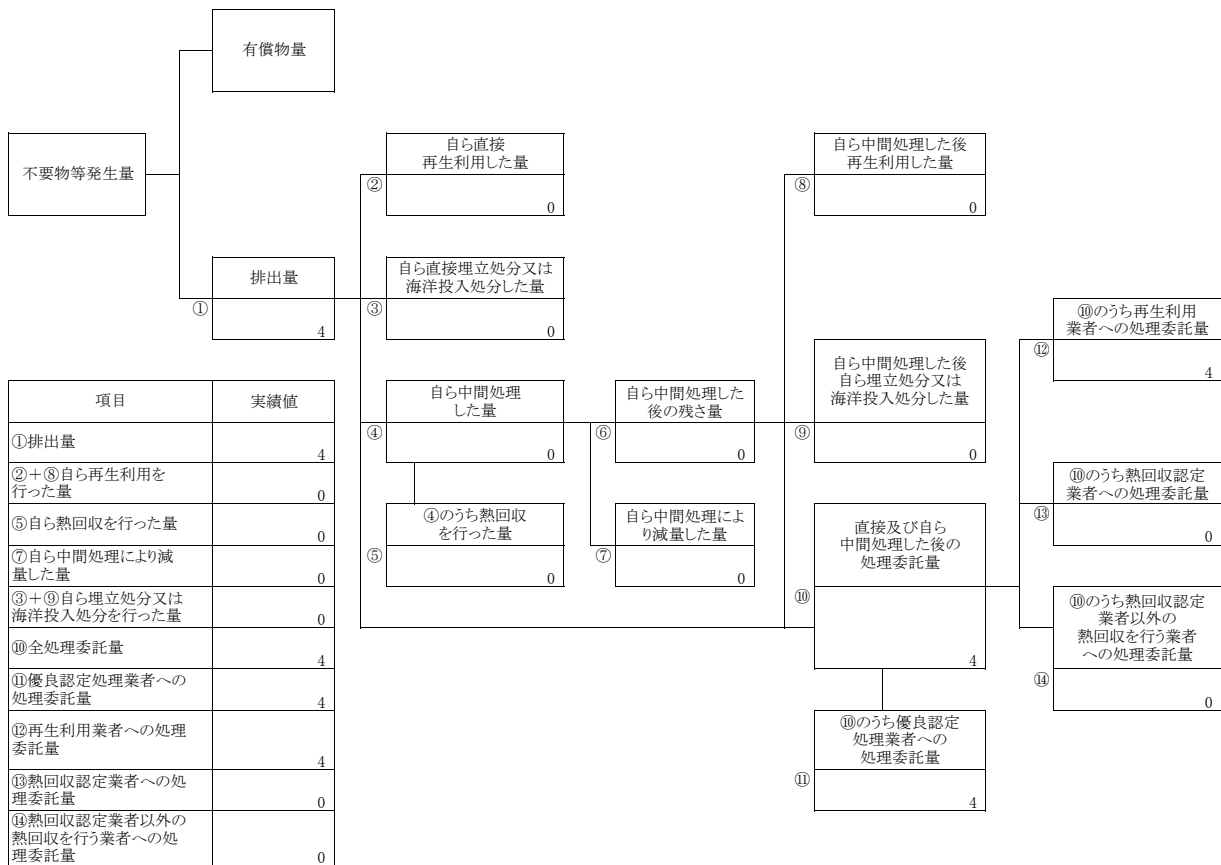 有償物量
不要物等発生量
自ら直接
再生利用した量
②
0
自ら中間処理した後
再生利用した量
⑧
0
排出量
①
4
自ら直接埋立処分又は
海洋投入処分した量
③
0
⑩のうち再生利用
業者への処理委託量
⑫
4
自ら中間処理
した量
④
0
自ら中間処理した
後の残さ量
⑥
0
自ら中間処理した後
自ら埋立処分又は
海洋投入処分した量
⑨
0
⑩のうち熱回収認定
業者への処理委託量
⑬
0
④のうち熱回収
を行った量
⑤
0
自ら中間処理によ
り減量した量
⑦
0
直接及び自ら
中間処理した後の
処理委託量
⑩
4
⑩のうち熱回収認定
業者以外の
熱回収を行う業者
への処理委託量
⑭
0
⑩のうち優良認定
処理業者への
処理委託量
⑪
4
項目 実績値
①排出量 4
②+⑧自ら再生利用を
行った量 0
⑤自ら熱回収を行った量 0
⑦自ら中間処理により減
量した量 0
③+⑨自ら埋立処分又は
海洋投入処分を行った量 0
⑩全処理委託量 4
⑪優良認定処理業者への
処理委託量 4
⑫再生利用業者への処理
委託量 4
⑬熱回収認定業者への処
理委託量 0
⑭熱回収認定業者以外の
熱回収を行う業者への処
理委託量 0